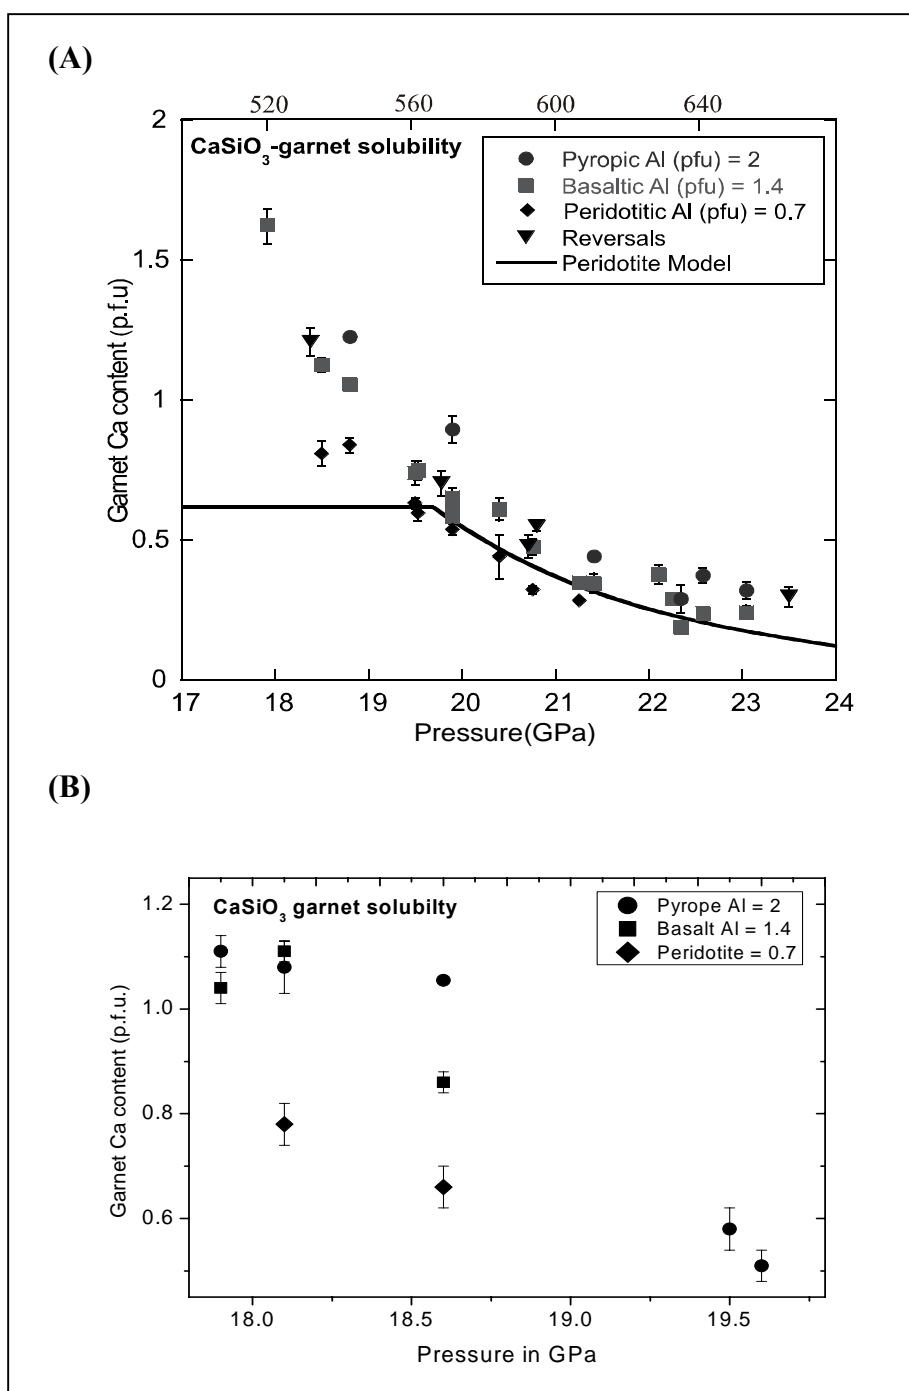 (A)
520 560 600 640
2
CaSiO3-garnet solubility
Pyropic Al (pfu) = 2
Basaltic Al (pfu) = 1.4
Peridotitic Al (pfu) = 0.7
Reversals
Peridotite Model
1.5
1
0.5
0
Garnet Ca content (p.f.u)
17 18 19 20 21 22 23 24
Pressure(GPa)
(B)
CaSiO3 garnet solubilty
Pyrope Al = 2
Basalt Al = 1.4
Peridotite = 0.7
1.2
1.0
0.8
0.6
Garnet Ca content (p.f.u.)
18.0 18.5 19.0 19.5
Pressure in GPa